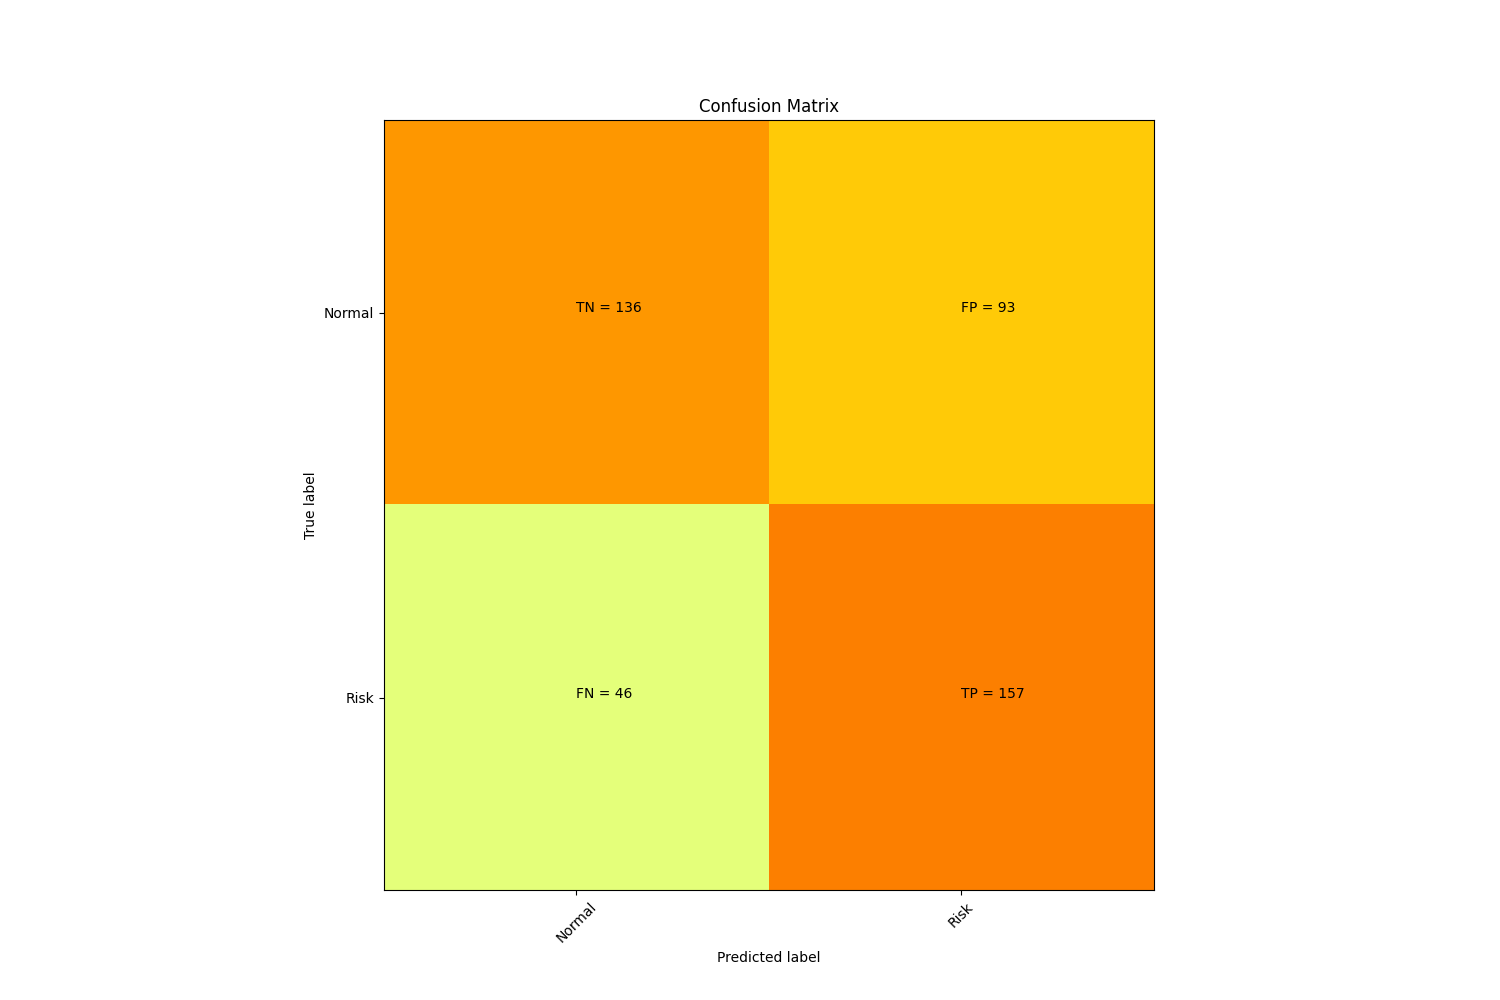 Confusion Matrix
Normal
TN = 136
FP = 93
True label
Risk
FN = 46
TP = 157
Normal
Risk
Predicted label